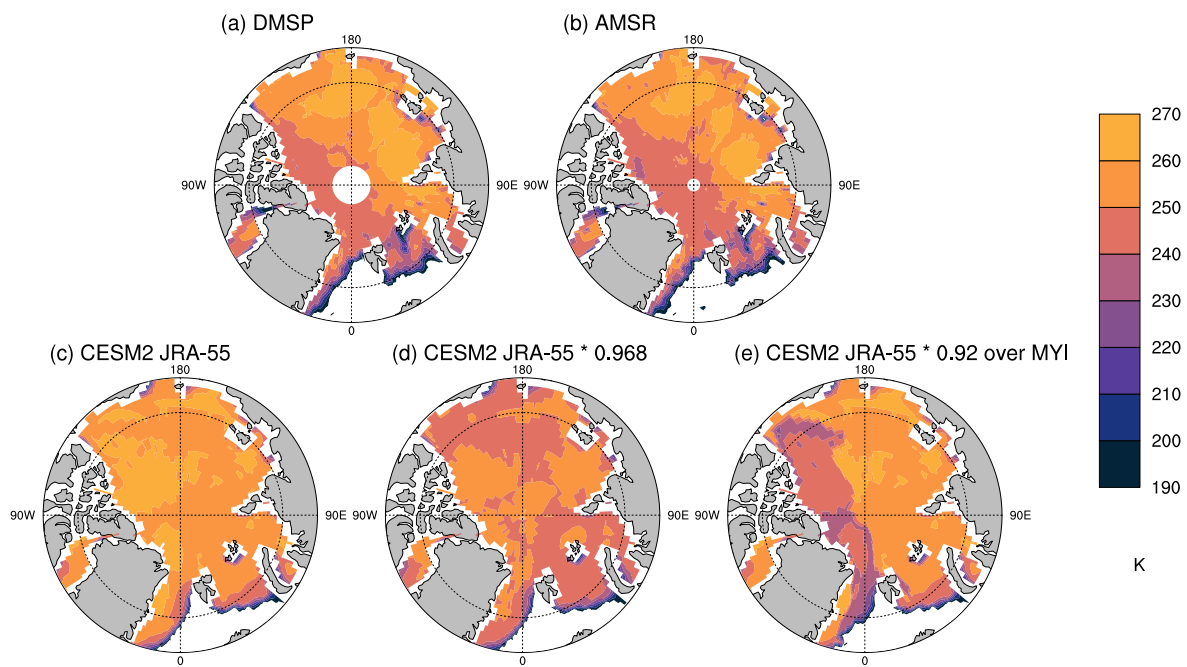 (a) DMSP
(b) AMSR
180
180
90W
90E
90W
90E
0
0
(c) CESM2 JRA-55
(d) CESM2 JRA-55 * 0.968
(e) CESM2 JRA-55 * 0.92 over MYI
180
180
180
90W
90E
90W
90E
90W
90E
0
0
0
270
260
250
240
230
220
210
200
190
K